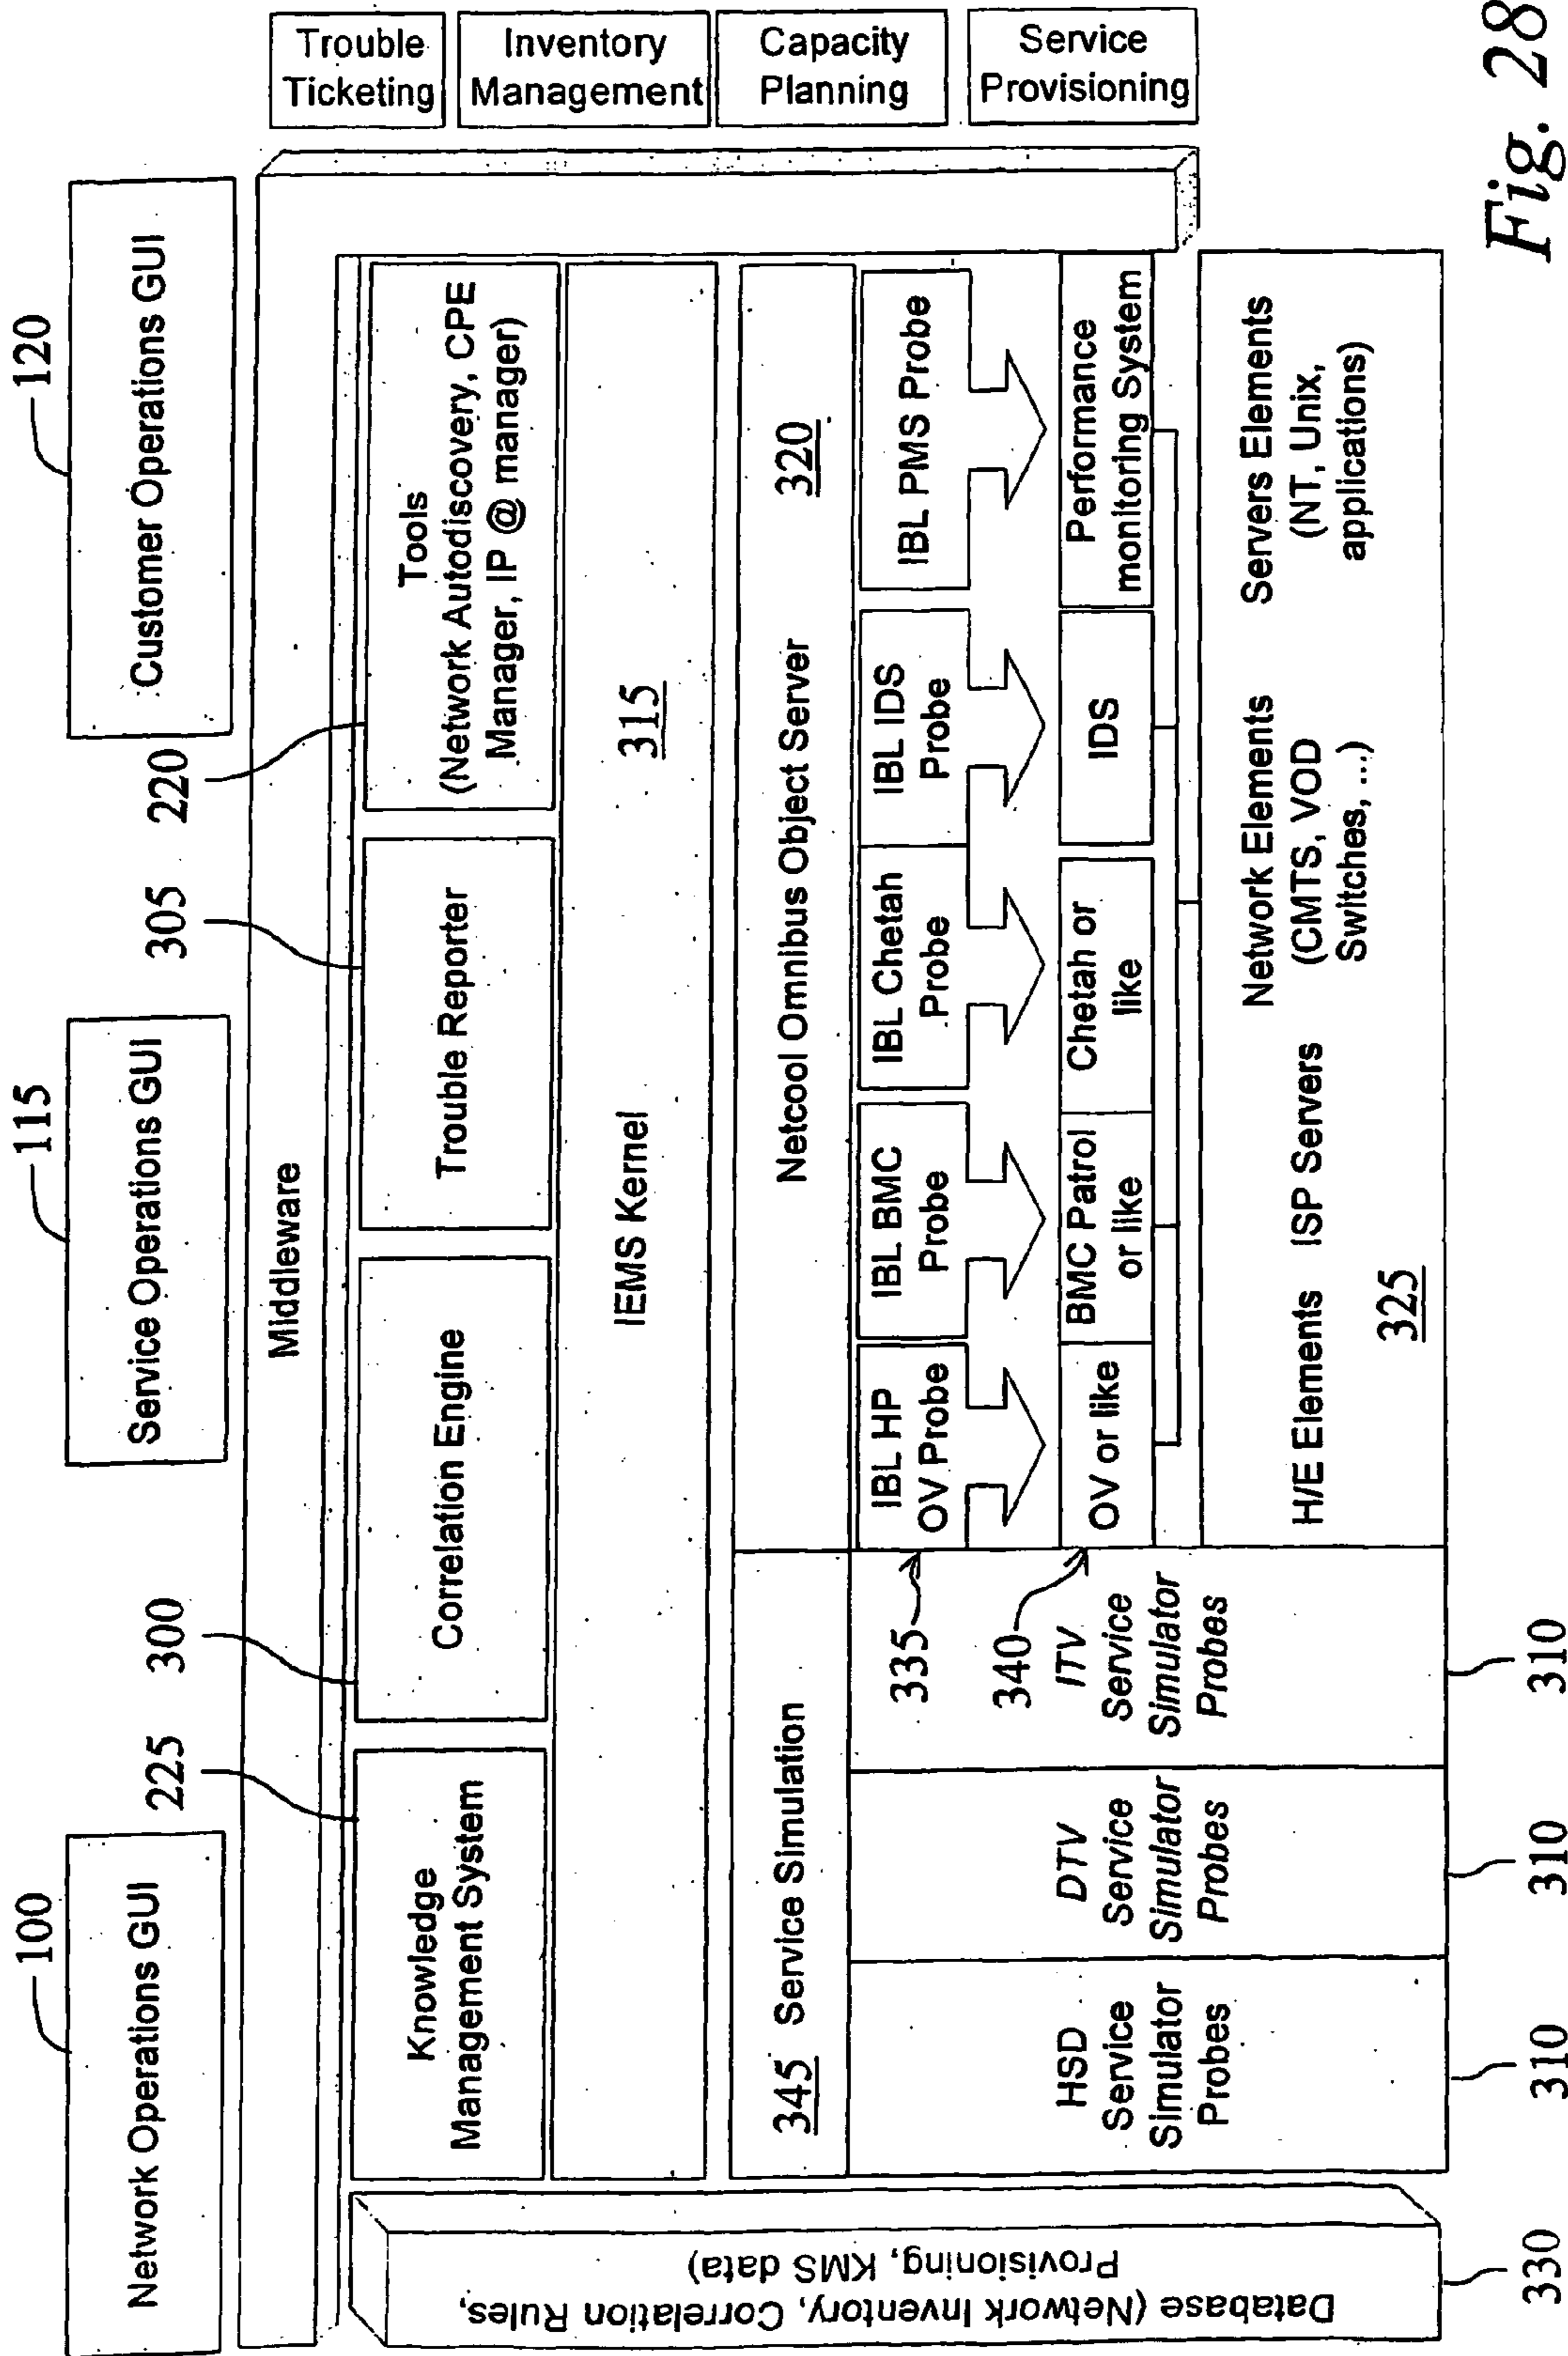 100
115
120
Network Operations GUI
Service Operations GUI
Customer Operations GUI
225
300
305
220
Middleware
Knowledge
Management System
Correlation Engine
Trouble Reporter
Tools
(Network Autodiscovery, CPE
Manager, IP @ manager)
IEMS Kernel
315
345
Service Simulation
Netcool Omnibus Object Server
320
IBL HP
OV Probe
IBL BMC
Probe
IBL Chetah
Probe
IBL IDS
Probe
IBL PMS Probe
335
340
OV or like
BMC Patrol
or like
Chetah or
like
IDS
Performance
monitoring System
HSD
Service
Simulator
Probes
DTV
Service
Simulator
Probes
ITV
Service
Simulator
Probes
H/E Elements
ISP Servers
Network Elements
(CMTS, VOD
Switches, ...)
Servers Elements
(NT, Unix,
applications)
325
Database (Network Inventory, Correlation Rules,
Provisioning, KMS data)
330
310
310
310
Trouble
Ticketing
Inventory
Management
Capacity
Planning
Service
Provisioning
Fig. 28